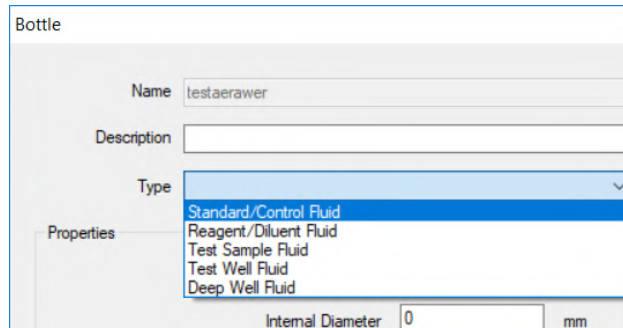 Bottle
Name testaerawer
Description
Type
Standard/Control Fluid
Properties
Reagent/Diluent Fluid
Test Sample Fluid
Test Well Fluid
Deep Well Fluid
Internal Diameter 0 mm